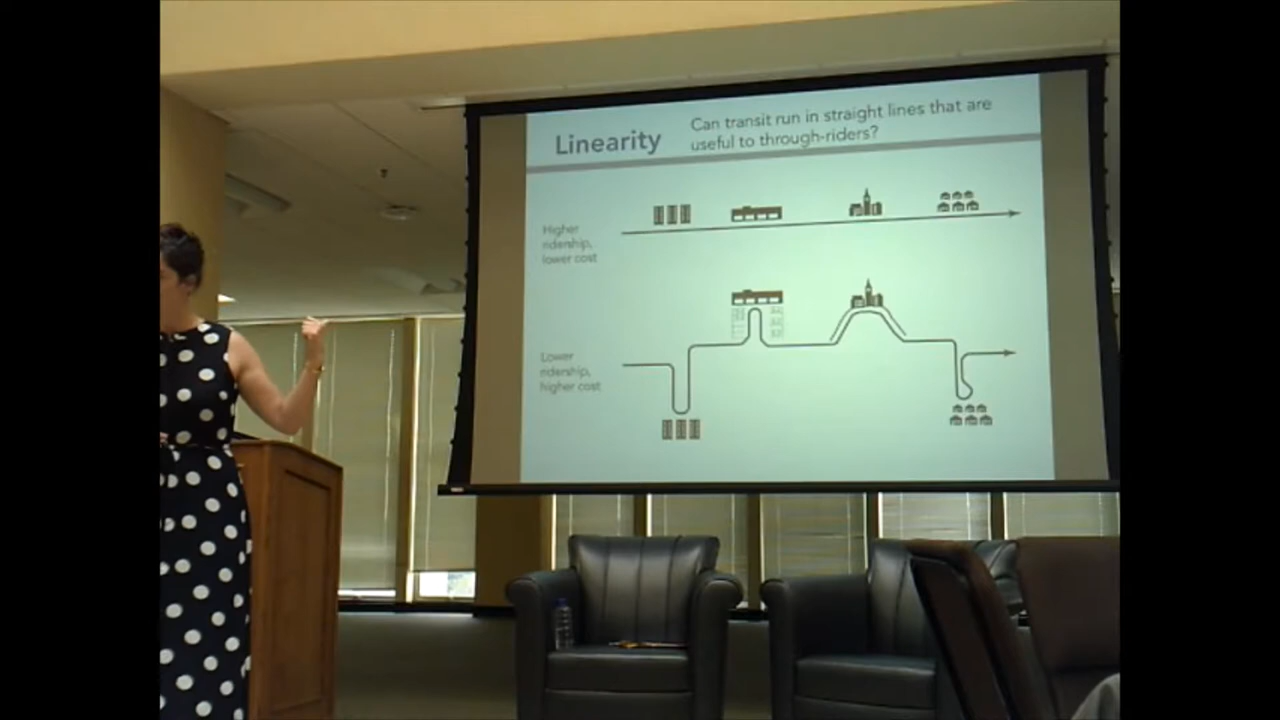 Linearity
Can transit run in straight lines that are
useful to through-riders?
Higher
ridership,
lower cost
Lower
ridership,
higher cost